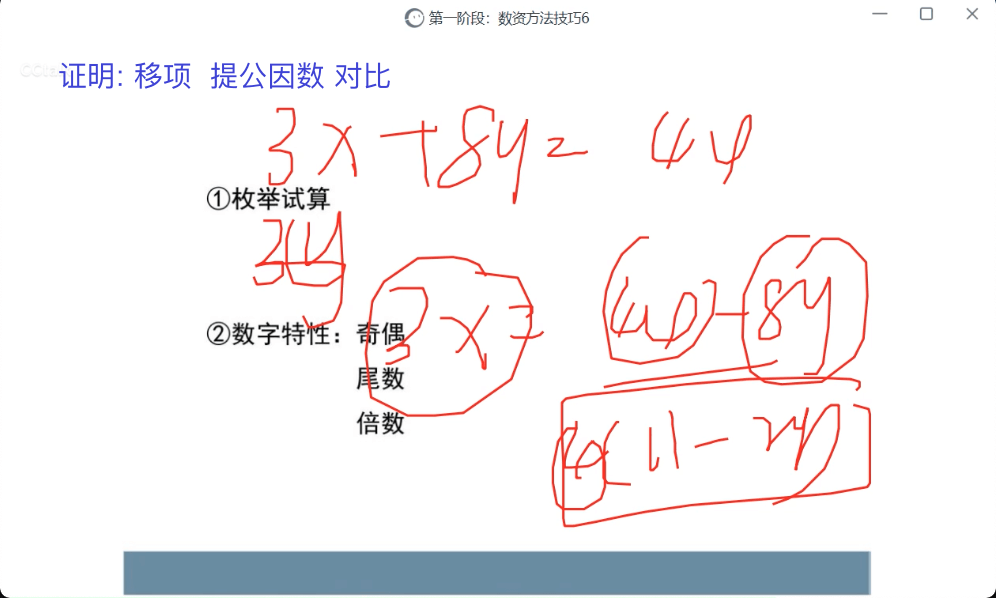 第一阶段：数资方法技巧6
证明: 移项 提公因数 对比
3x+8y=44
①枚举试算
3x=
44-8y
②数字特性：奇偶
尾数
倍数
4(11-2y)